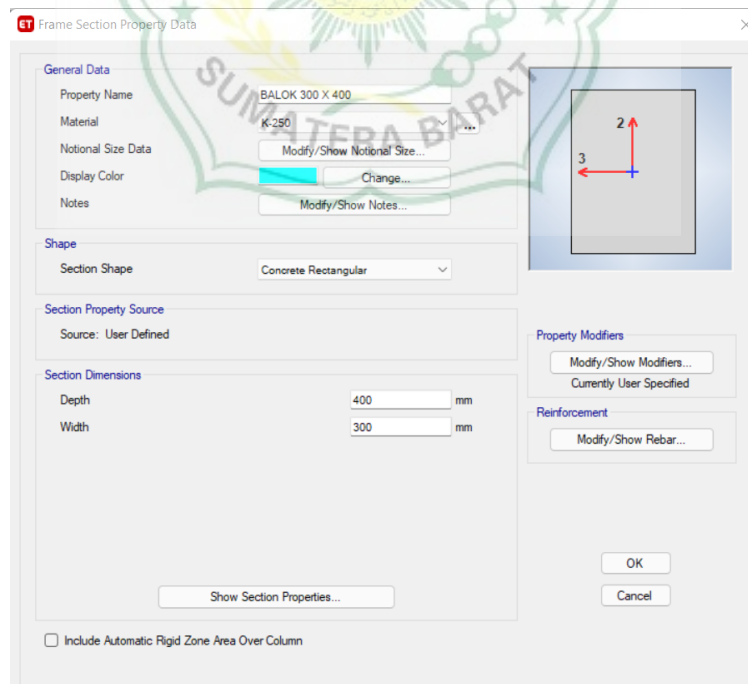 ET Frame Section Property Data
General Data
Property Name BALOK 300 X 400
Material K-250 ...
Notional Size Data Modify/Show Notional Size...
Display Color Change...
Notes Modify/Show Notes...
SUMATERA BARAT
2
3
Shape
Section Shape Concrete Rectangular
Section Property Source
Source: User Defined
Section Dimensions
Depth 400 mm
Width 300 mm
Show Section Properties...
Include Automatic Rigid Zone Area Over Column
Property Modifiers
Modify/Show Modifiers...
Currently User Specified
Reinforcement
Modify/Show Rebar...
OK
Cancel